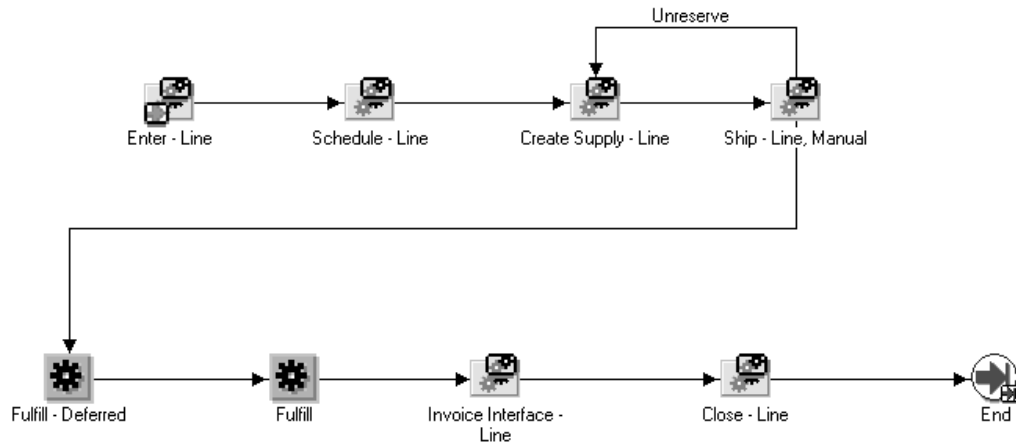 Unreserve
Enter - Line
Schedule - Line
Create Supply - Line
Ship - Line, Manual
Fulfill - Deferred
Fulfill
Invoice Interface -
Line
Close - Line
End